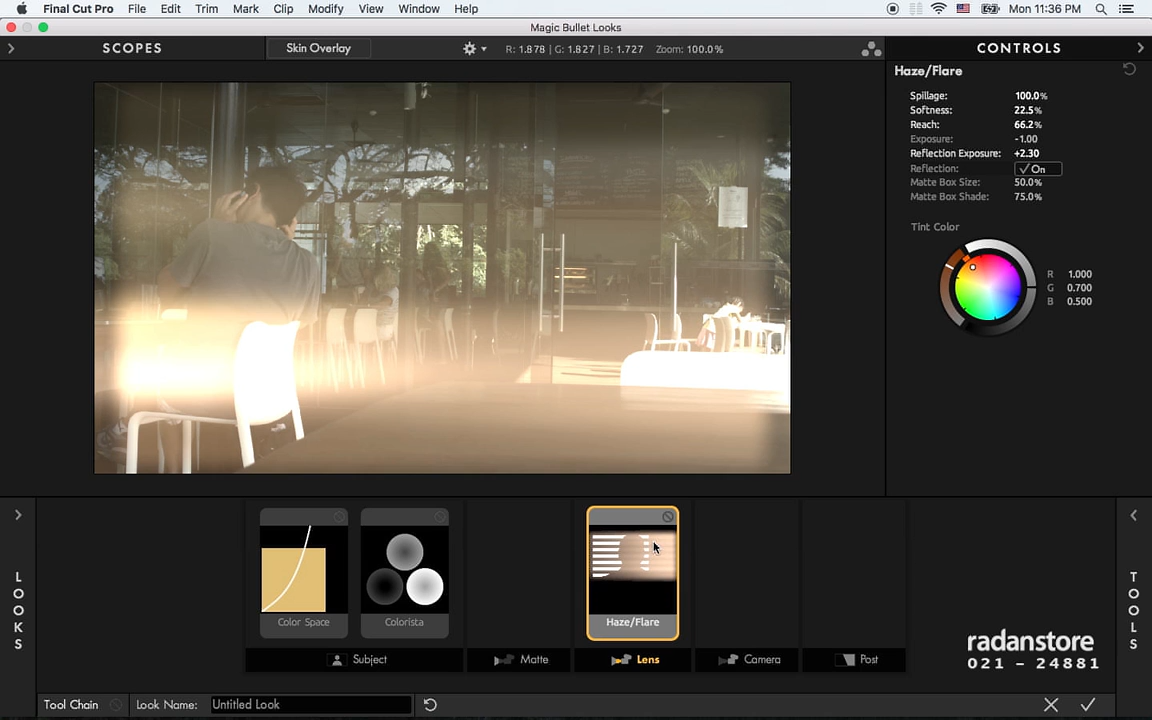 Final Cut Pro File Edit Trim Mark Clip Modify View Window Help Mon 11:36 PM
Magic Bullet Looks
SCOPES Skin Overlay R: 1.878 | G: 1.827 | B: 1.727 Zoom: 100.0% CONTROLS
Haze/Flare
Spillage: 100.0%
Softness: 22.5%
Reach: 66.2%
Exposure: -1.00
Reflection Exposure: +2.30
Reflection: ✓On
Matte Box Size: 50.0%
Matte Box Shade: 75.0%
Tint Color
R 1.000
G 0.700
B 0.500
LOOKS
Color Space
Colorista
Haze/Flare
Subject Matte Lens Camera Post
TOOLS
radanstore
021 - 24881
Tool Chain Look Name: Untitled Look